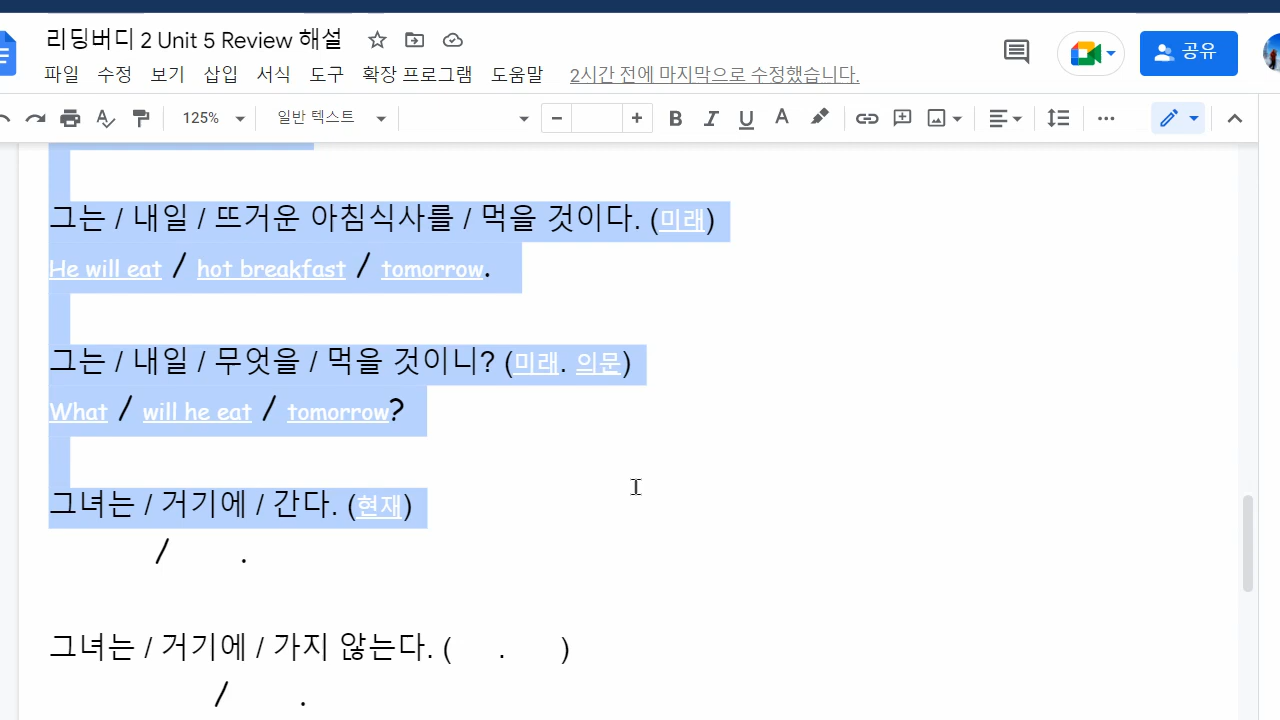 리딩버디 2 Unit 5 Review 해설
파일 수정 보기 삽입 서식 도구 확장 프로그램 도움말 2시간 전에 마지막으로 수정했습니다.
공유
125% 일반 텍스트 − + B I U A
그는 / 내일 / 뜨거운 아침식사를 / 먹을 것이다. (미래)
He will eat / hot breakfast / tomorrow.
그는 / 내일 / 무엇을 / 먹을 것이니? (미래. 의문)
What / will he eat / tomorrow?
그녀는 / 거기에 / 간다. (현재)
/ .
그녀는 / 거기에 / 가지 않는다. ( . )
/ .